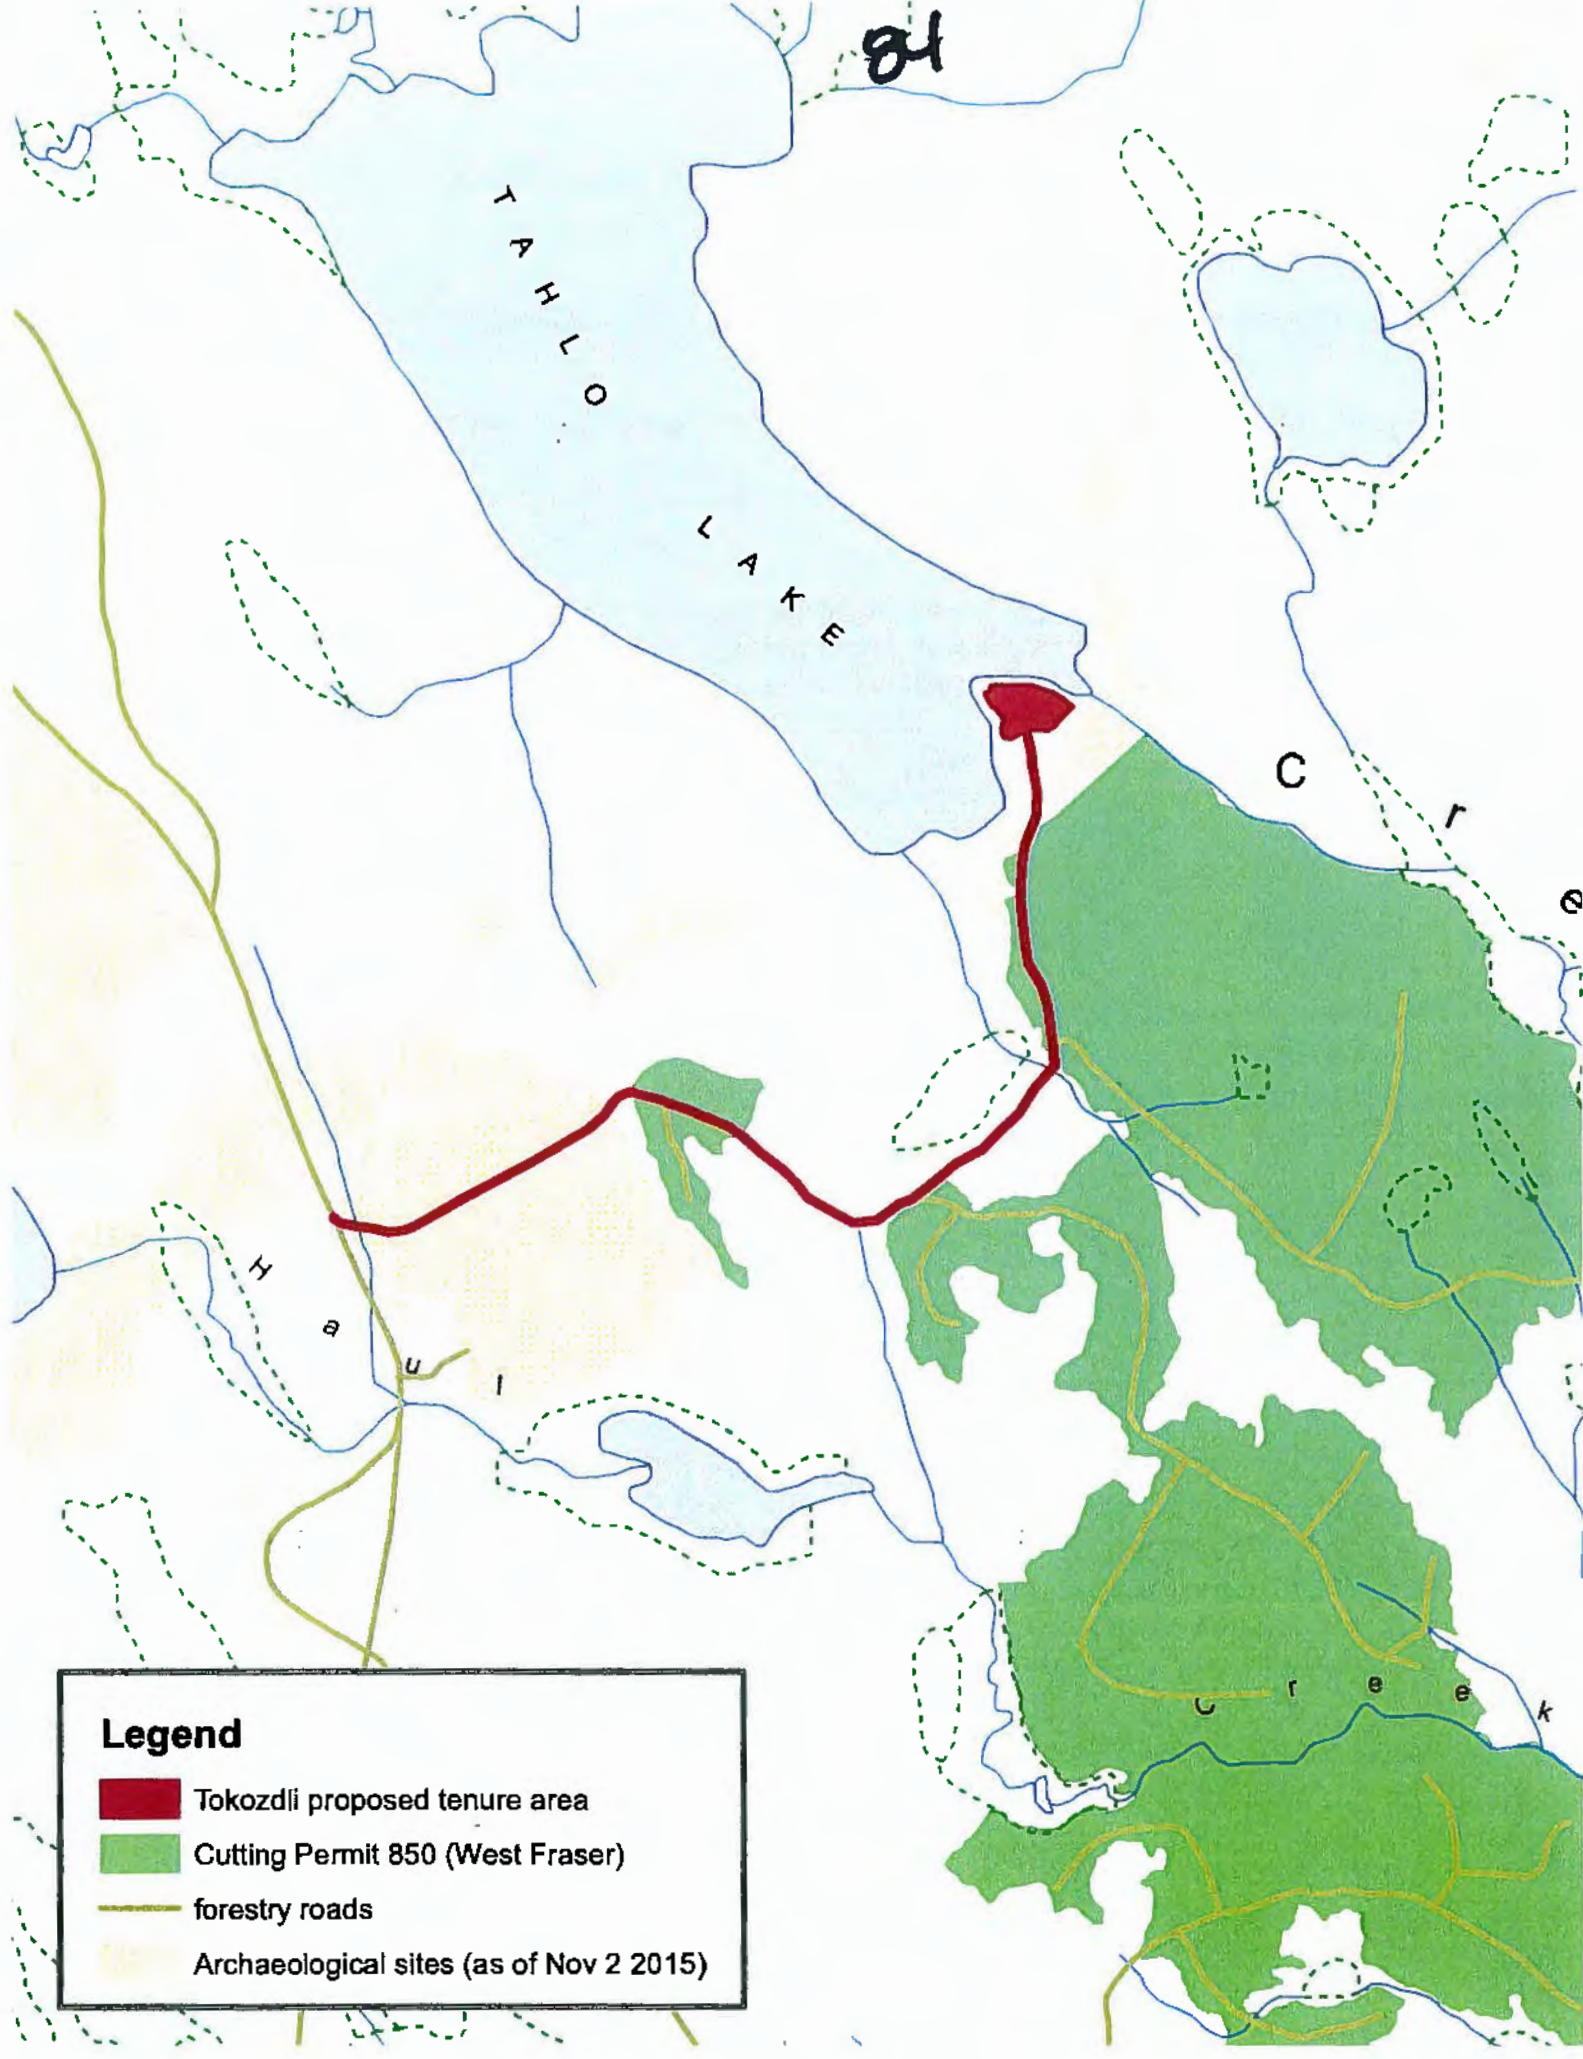 84
TAHLO
LAKE
C
r
e
H
a
u
l
C r e e k
Legend
Tokozdli proposed tenure area
Cutting Permit 850 (West Fraser)
forestry roads
Archaeological sites (as of Nov 2 2015)